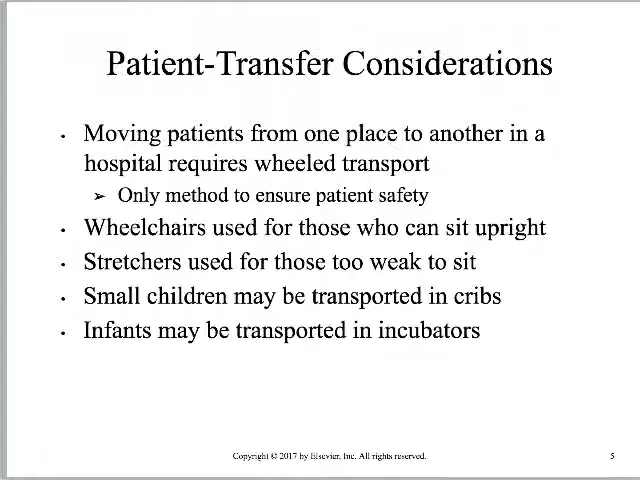 Patient-Transfer Considerations
• Moving patients from one place to another in a
hospital requires wheeled transport
➢ Only method to ensure patient safety
• Wheelchairs used for those who can sit upright
• Stretchers used for those too weak to sit
• Small children may be transported in cribs
• Infants may be transported in incubators
Copyright © 2017 by Elsevier, Inc. All rights reserved.
5